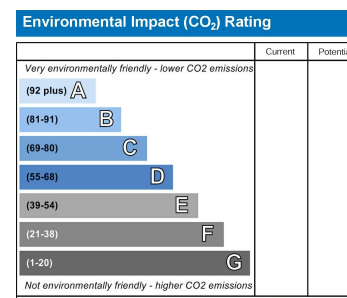 Environmental Impact (CO₂) Rating
Current Potentia
Very environmentally friendly - lower CO2 emissions
(92 plus) A
(81-91) B
(69-80) C
(55-68) D
(39-54) E
(21-38) F
(1-20) G
Not environmentally friendly - higher CO2 emissions